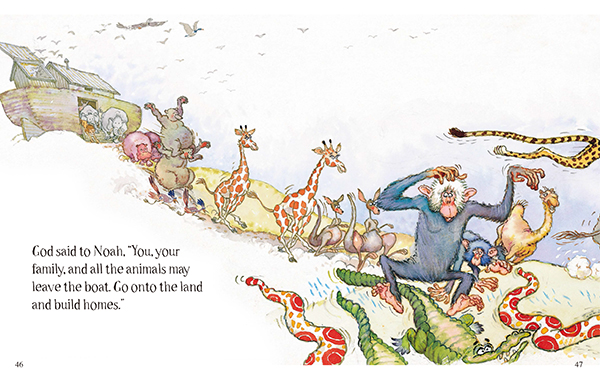 God said to Noah, "You, your
family, and all the animals may
leave the boat. Go onto the land
and build homes."
46
47